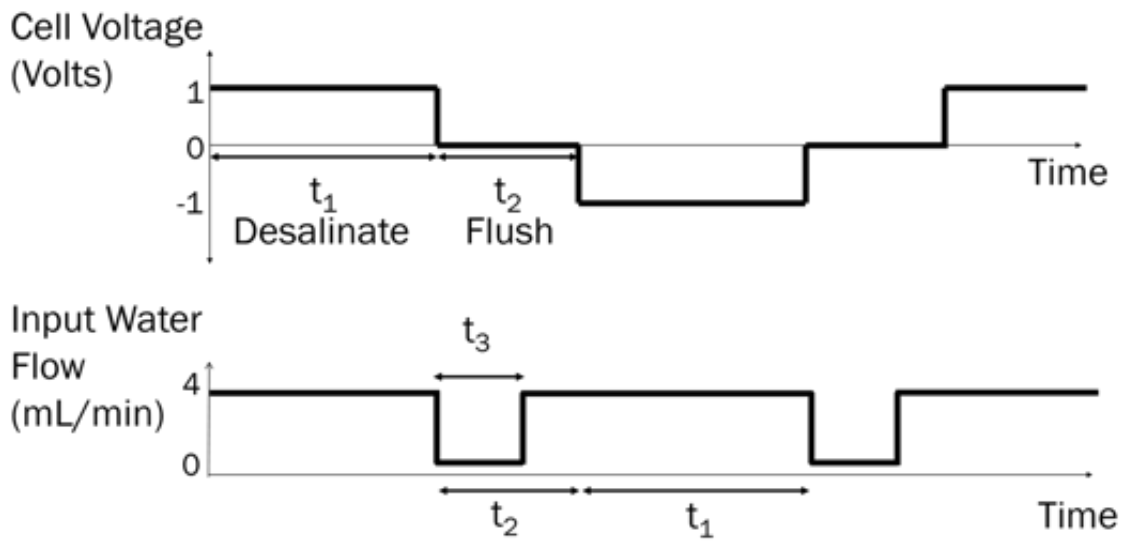 Cell Voltage
(Volts)
1
0
-1
t₁
t₂
Time
Desalinate
Flush
Input Water
Flow
(mL/min)
t₃
4
0
t₂
t₁
Time